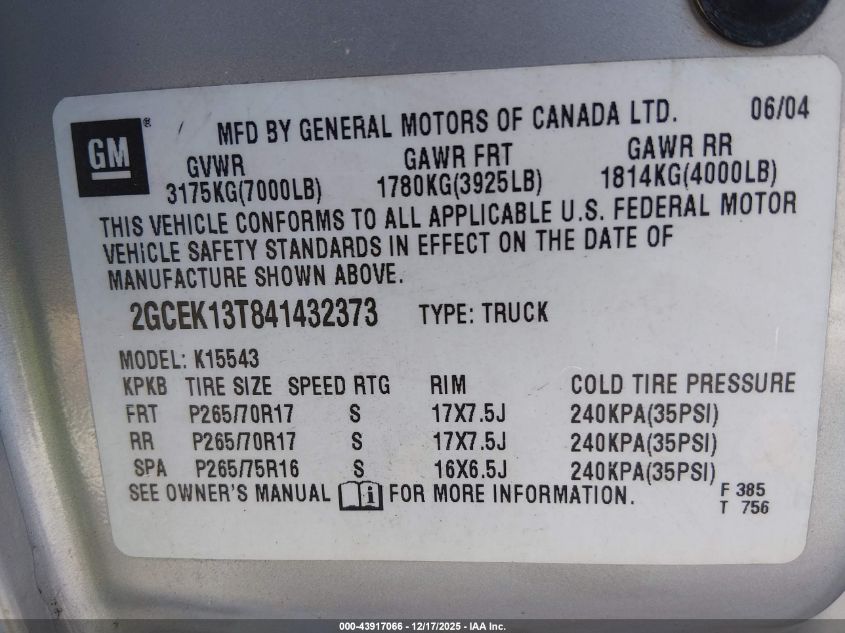 GM ® MFD BY GENERAL MOTORS OF CANADA LTD. 06/04
GVWR GAWR FRT GAWR RR
3175KG(7000LB) 1780KG(3925LB) 1814KG(4000LB)
THIS VEHICLE CONFORMS TO ALL APPLICABLE U.S. FEDERAL MOTOR
VEHICLE SAFETY STANDARDS IN EFFECT ON THE DATE OF
MANUFACTURE SHOWN ABOVE.
2GCEK13T841432373 TYPE: TRUCK
MODEL: K15543
KPKB TIRE SIZE SPEED RTG RIM COLD TIRE PRESSURE
FRT P265/70R17 S 17X7.5J 240KPA(35PSI)
RR P265/70R17 S 17X7.5J 240KPA(35PSI)
SPA P265/75R16 S 16X6.5J 240KPA(35PSI)
SEE OWNER'S MANUAL i FOR MORE INFORMATION. F 385
T 756
000-43917066 - 12/17/2025 - IAA Inc.